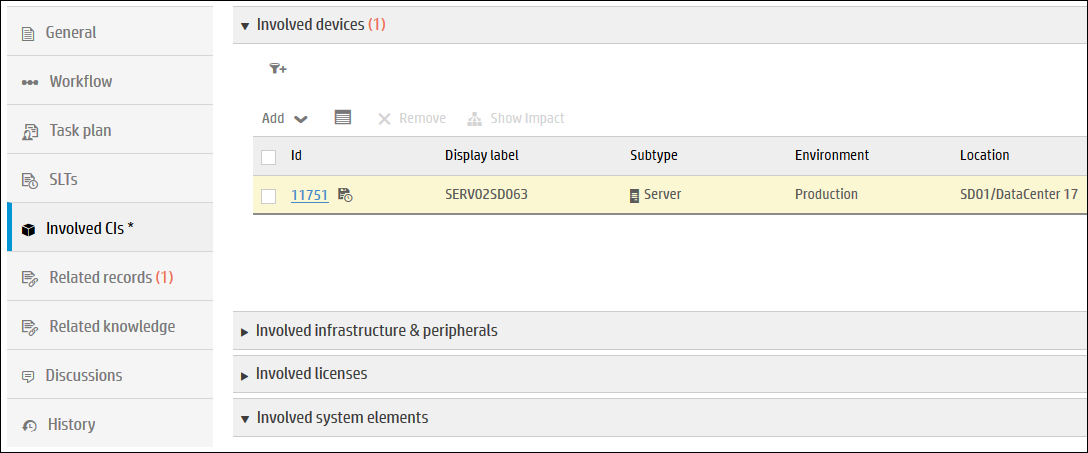 General
Workflow
Task plan
SLTs
Involved CIs *
Related records (1)
Related knowledge
Discussions
History
Involved devices (1)
Add Remove Show Impact
Id Display label Subtype Environment Location
11751 SERV02SD063 Server Production SD01/DataCenter 17
Involved infrastructure & peripherals
Involved licenses
Involved system elements